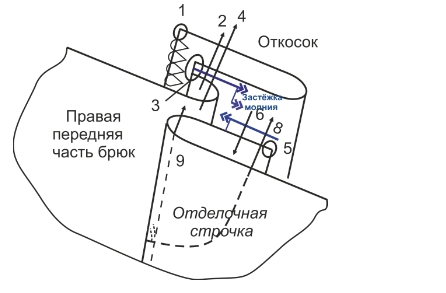 1
2
4
Откосок
Правая
передняя
часть брюк
3
Застёжка
молния
6
8
5
9
Отделочная
строчка